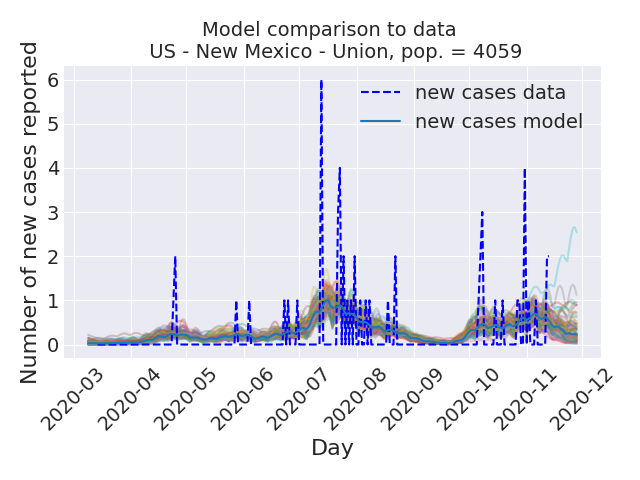 Model comparison to data
US - New Mexico - Union, pop. = 4059
Number of new cases reported
6
5
4
3
2
1
0
new cases data
new cases model
2020-03
2020-04
2020-05
2020-06
2020-07
2020-08
2020-09
2020-10
2020-11
2020-12
Day